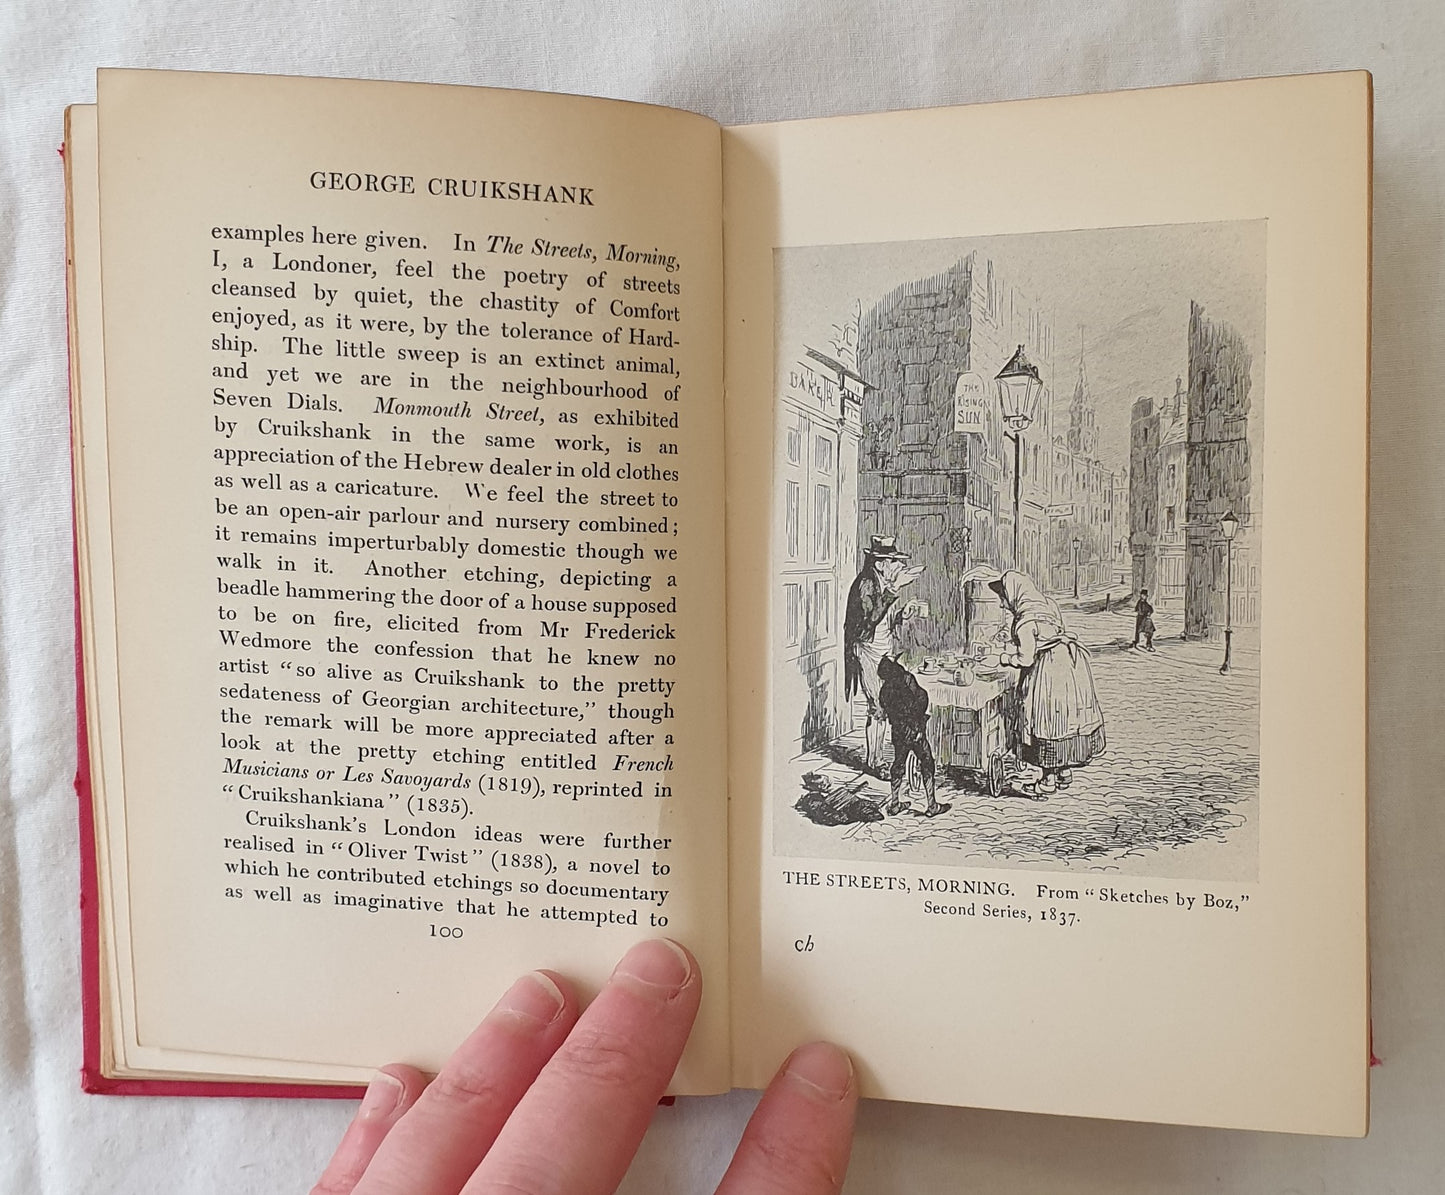 GEORGE CRUIKSHANK
examples here given. In The Streets, Morning,
I, a Londoner, feel the poetry of streets
cleansed by quiet, the chastity of Comfort
enjoyed, as it were, by the tolerance of Hard-
ship. The little sweep is an extinct animal,
and yet we are in the neighbourhood of
Seven Dials. Monmouth Street, as exhibited
by Cruikshank in the same work, is an
appreciation of the Hebrew dealer in old clothes
as well as a caricature. We feel the street to
be an open-air parlour and nursery combined;
it remains imperturbably domestic though we
walk in it. Another etching, depicting a
beadle hammering the door of a house supposed
to be on fire, elicited from Mr Frederick
Wedmore the confession that he knew no
artist “so alive as Cruikshank to the pretty
sedateness of Georgian architecture,” though
the remark will be more appreciated after a
look at the pretty etching entitled French
Musicians or Les Savoyards (1819), reprinted in
“Cruikshankiana” (1835).
Cruikshank’s London ideas were further
realised in “Oliver Twist” (1838), a novel to
which he contributed etchings so documentary
as well as imaginative that he attempted to
100
BAKER
THE
RISING
SUN
THE STREETS, MORNING. From “Sketches by Boz,”
Second Series, 1837.
ch